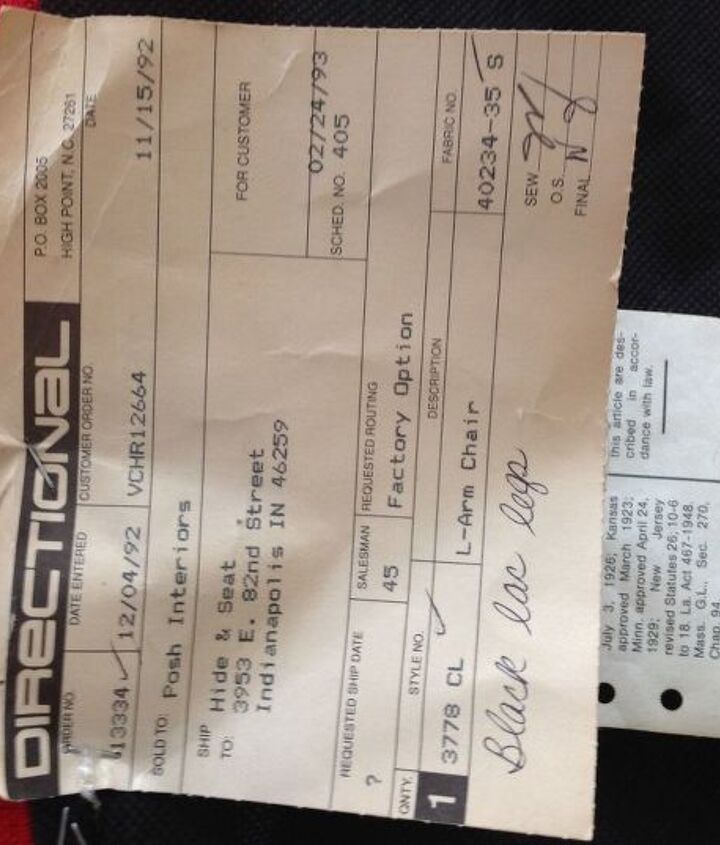 DIRECTIONAL
P.O. BOX 2005
HIGH POINT, N.C. 27261
ORDER NO.
DATE ENTERED
CUSTOMER ORDER NO.
DATE
13334
12/04/92
VCHR12664
11/15/92
SOLD TO: Posh Interiors
SHIP TO:
Hide & Seat
3953 E. 82nd Street
Indianapolis IN 46259
FOR CUSTOMER
02/24/93
SCHED. NO. 405
REQUESTED SHIP DATE
SALESMAN
REQUESTED ROUTING
?
45
Factory Option
QNTY.
STYLE NO.
DESCRIPTION
FABRIC NO.
1
3778 CL
L-Arm Chair
40234-35 S
Black lac legs
SEW
O.S.
FINAL
July 3, 1926; Kansas
approved March 1923;
Minn. approved April 24,
1929; New Jersey
revised Statutes 26; 10-6
to 18. La. Act 467-1948.
Mass. G.L., Sec. 270,
Chap. 94
this article are des-
cribed in accor-
dance with law.